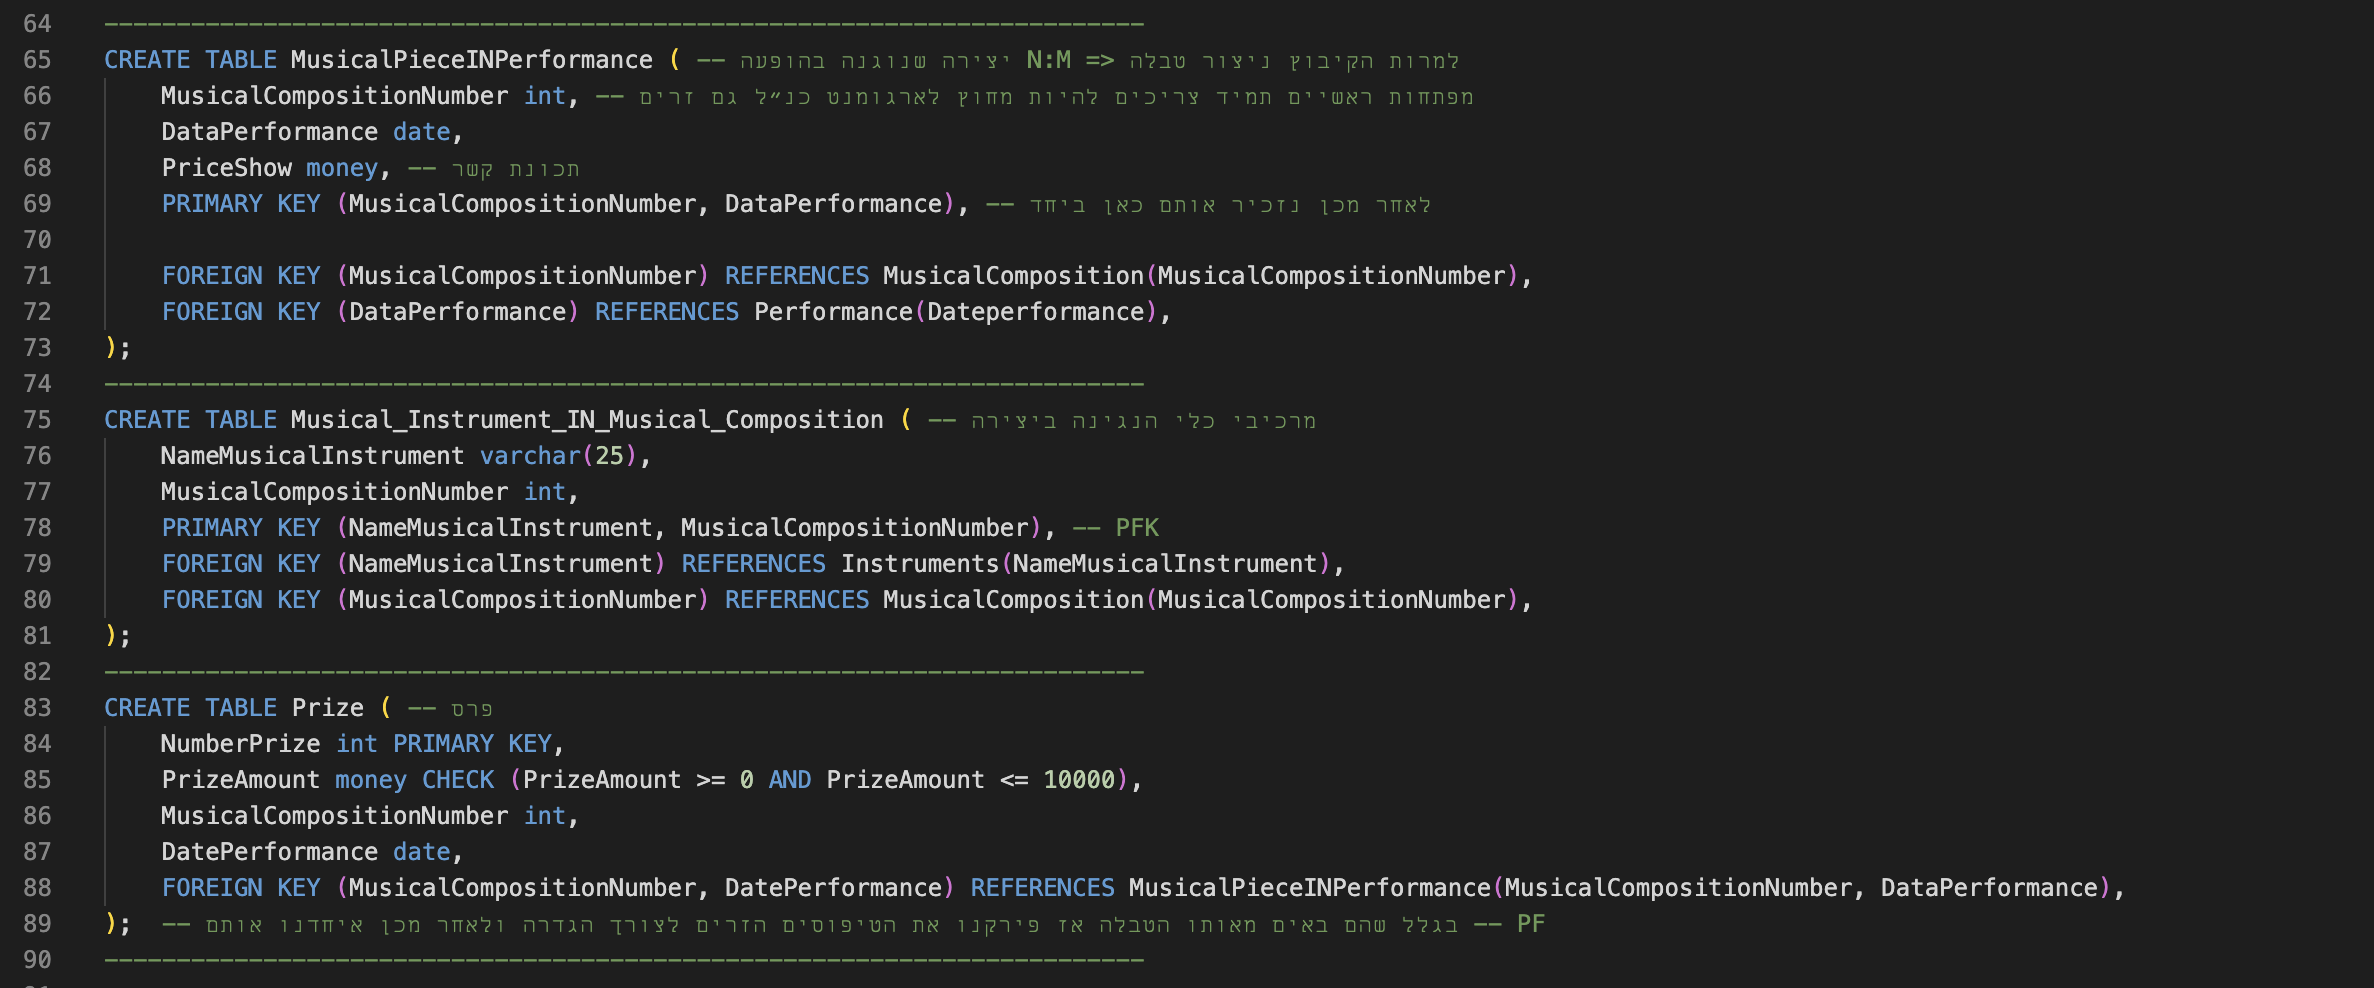 64 ------------------------------------------------------------------------
65 CREATE TABLE MusicalPieceINPerformance ( -- יצירה שנוגנה בהופעה N:M => למרות הקיבוץ ניצור טבלה
66 MusicalCompositionNumber int, -- מפתחות ראשיים תמיד צריכים להיות מחוץ לארגומנט כנ״ל גם זרים
67 DataPerformance date,
68 PriceShow money, -- תכונת קשר
69 PRIMARY KEY (MusicalCompositionNumber, DataPerformance), -- לאחר מכן נזכיר אותם כאן ביחד
70
71 FOREIGN KEY (MusicalCompositionNumber) REFERENCES MusicalComposition(MusicalCompositionNumber),
72 FOREIGN KEY (DataPerformance) REFERENCES Performance(Dateperformance),
73 );
74 ------------------------------------------------------------------------
75 CREATE TABLE Musical_Instrument_IN_Musical_Composition ( -- מרכיבי כלי הנגינה ביצירה
76 NameMusicalInstrument varchar(25),
77 MusicalCompositionNumber int,
78 PRIMARY KEY (NameMusicalInstrument, MusicalCompositionNumber), -- PFK
79 FOREIGN KEY (NameMusicalInstrument) REFERENCES Instruments(NameMusicalInstrument),
80 FOREIGN KEY (MusicalCompositionNumber) REFERENCES MusicalComposition(MusicalCompositionNumber),
81 );
82 ------------------------------------------------------------------------
83 CREATE TABLE Prize ( -- פרס
84 NumberPrize int PRIMARY KEY,
85 PrizeAmount money CHECK (PrizeAmount >= 0 AND PrizeAmount <= 10000),
86 MusicalCompositionNumber int,
87 DatePerformance date,
88 FOREIGN KEY (MusicalCompositionNumber, DatePerformance) REFERENCES MusicalPieceINPerformance(MusicalCompositionNumber, DataPerformance),
89 ); -- בגלל שהם באים מאותו הטבלה אז פירקנו את הטיפוסים הזרים לצורך הגדרה ולאחר מכן איחדנו אותם -- PF
90 ------------------------------------------------------------------------